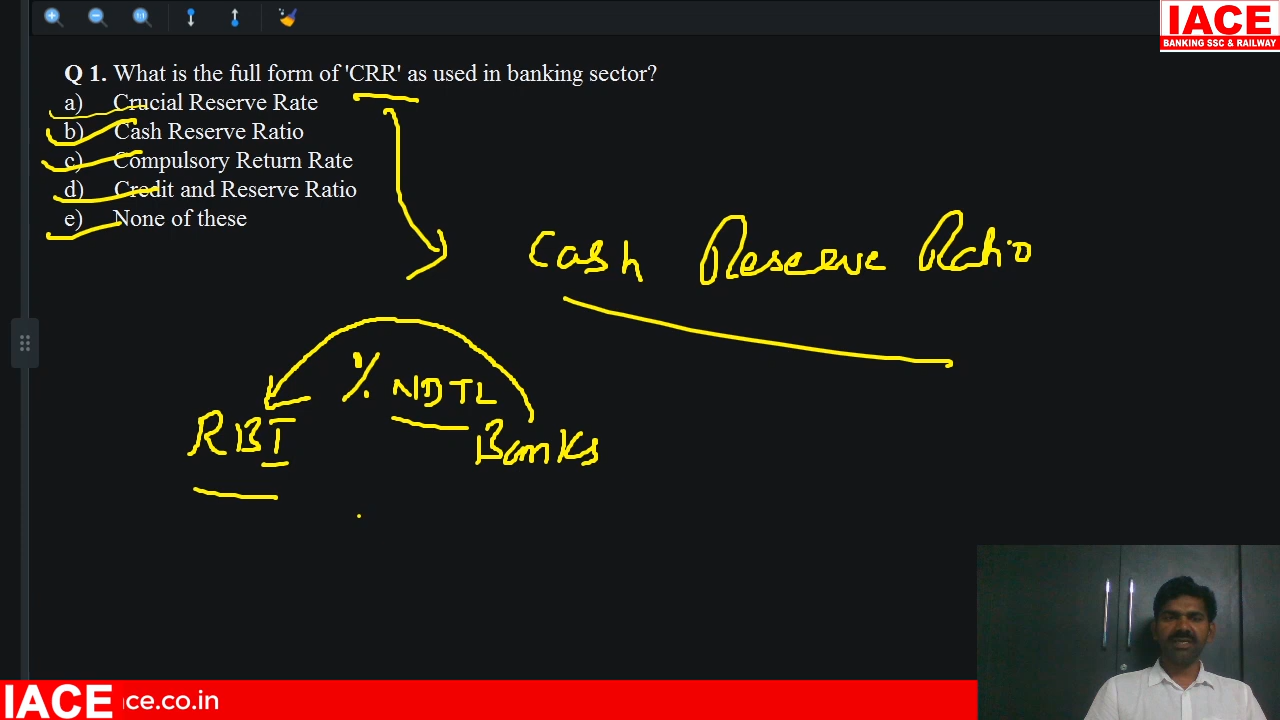 IACE
BANKING SSC & RAILWAY
Q 1. What is the full form of 'CRR' as used in banking sector?
a) Crucial Reserve Rate
b) Cash Reserve Ratio
c) Compulsory Return Rate
d) Credit and Reserve Ratio
e) None of these
Cash Reserve Ratio
% NDTL
RBI Banks
IACE ce.co.in